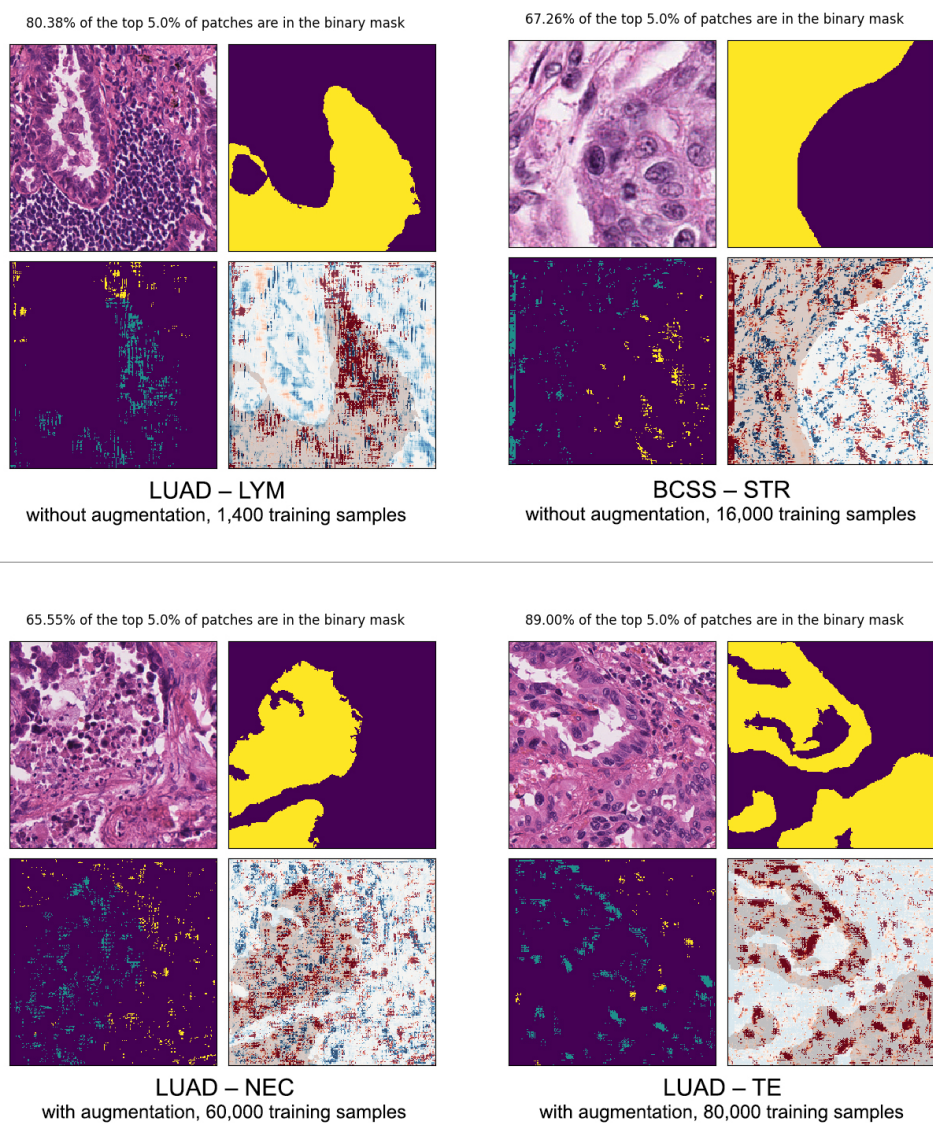 80.38% of the top 5.0% of patches are in the binary mask
67.26% of the top 5.0% of patches are in the binary mask
LUAD – LYM
without augmentation, 1,400 training samples
BCSS – STR
without augmentation, 16,000 training samples
65.55% of the top 5.0% of patches are in the binary mask
89.00% of the top 5.0% of patches are in the binary mask
LUAD – NEC
with augmentation, 60,000 training samples
LUAD – TE
with augmentation, 80,000 training samples